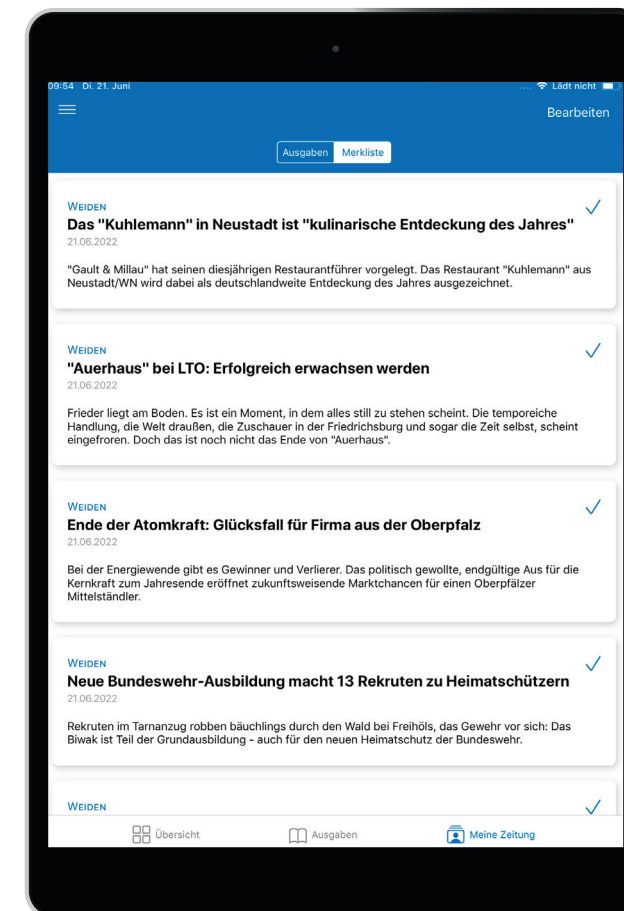 09:54 Di. 21. Juni
Lädt nicht
Bearbeiten
Ausgaben Merkliste
WEIDEN
Das "Kuhlemann" in Neustadt ist "kulinarische Entdeckung des Jahres"
21.06.2022
"Gault & Millau" hat seinen diesjährigen Restaurantführer vorgelegt. Das Restaurant "Kuhlemann" aus
Neustadt/WN wird dabei als deutschlandweite Entdeckung des Jahres ausgezeichnet.
WEIDEN
"Auerhaus" bei LTO: Erfolgreich erwachsen werden
21.06.2022
Frieder liegt am Boden. Es ist ein Moment, in dem alles still zu stehen scheint. Die temporeiche
Handlung, die Welt draußen, die Zuschauer in der Friedrichsburg und sogar die Zeit selbst, scheint
eingefroren. Doch das ist noch nicht das Ende von "Auerhaus".
WEIDEN
Ende der Atomkraft: Glücksfall für Firma aus der Oberpfalz
21.06.2022
Bei der Energiewende gibt es Gewinner und Verlierer. Das politisch gewollte, endgültige Aus für die
Kernkraft zum Jahresende eröffnet zukunftsweisende Marktchancen für einen Oberpfälzer
Mittelständler.
WEIDEN
Neue Bundeswehr-Ausbildung macht 13 Rekruten zu Heimatschützern
21.06.2022
Rekruten im Tarnanzug robben bäuchlings durch den Wald bei Freihöls, das Gewehr vor sich: Das
Biwak ist Teil der Grundausbildung - auch für den neuen Heimatschutz der Bundeswehr.
WEIDEN
Übersicht Ausgaben Meine Zeitung